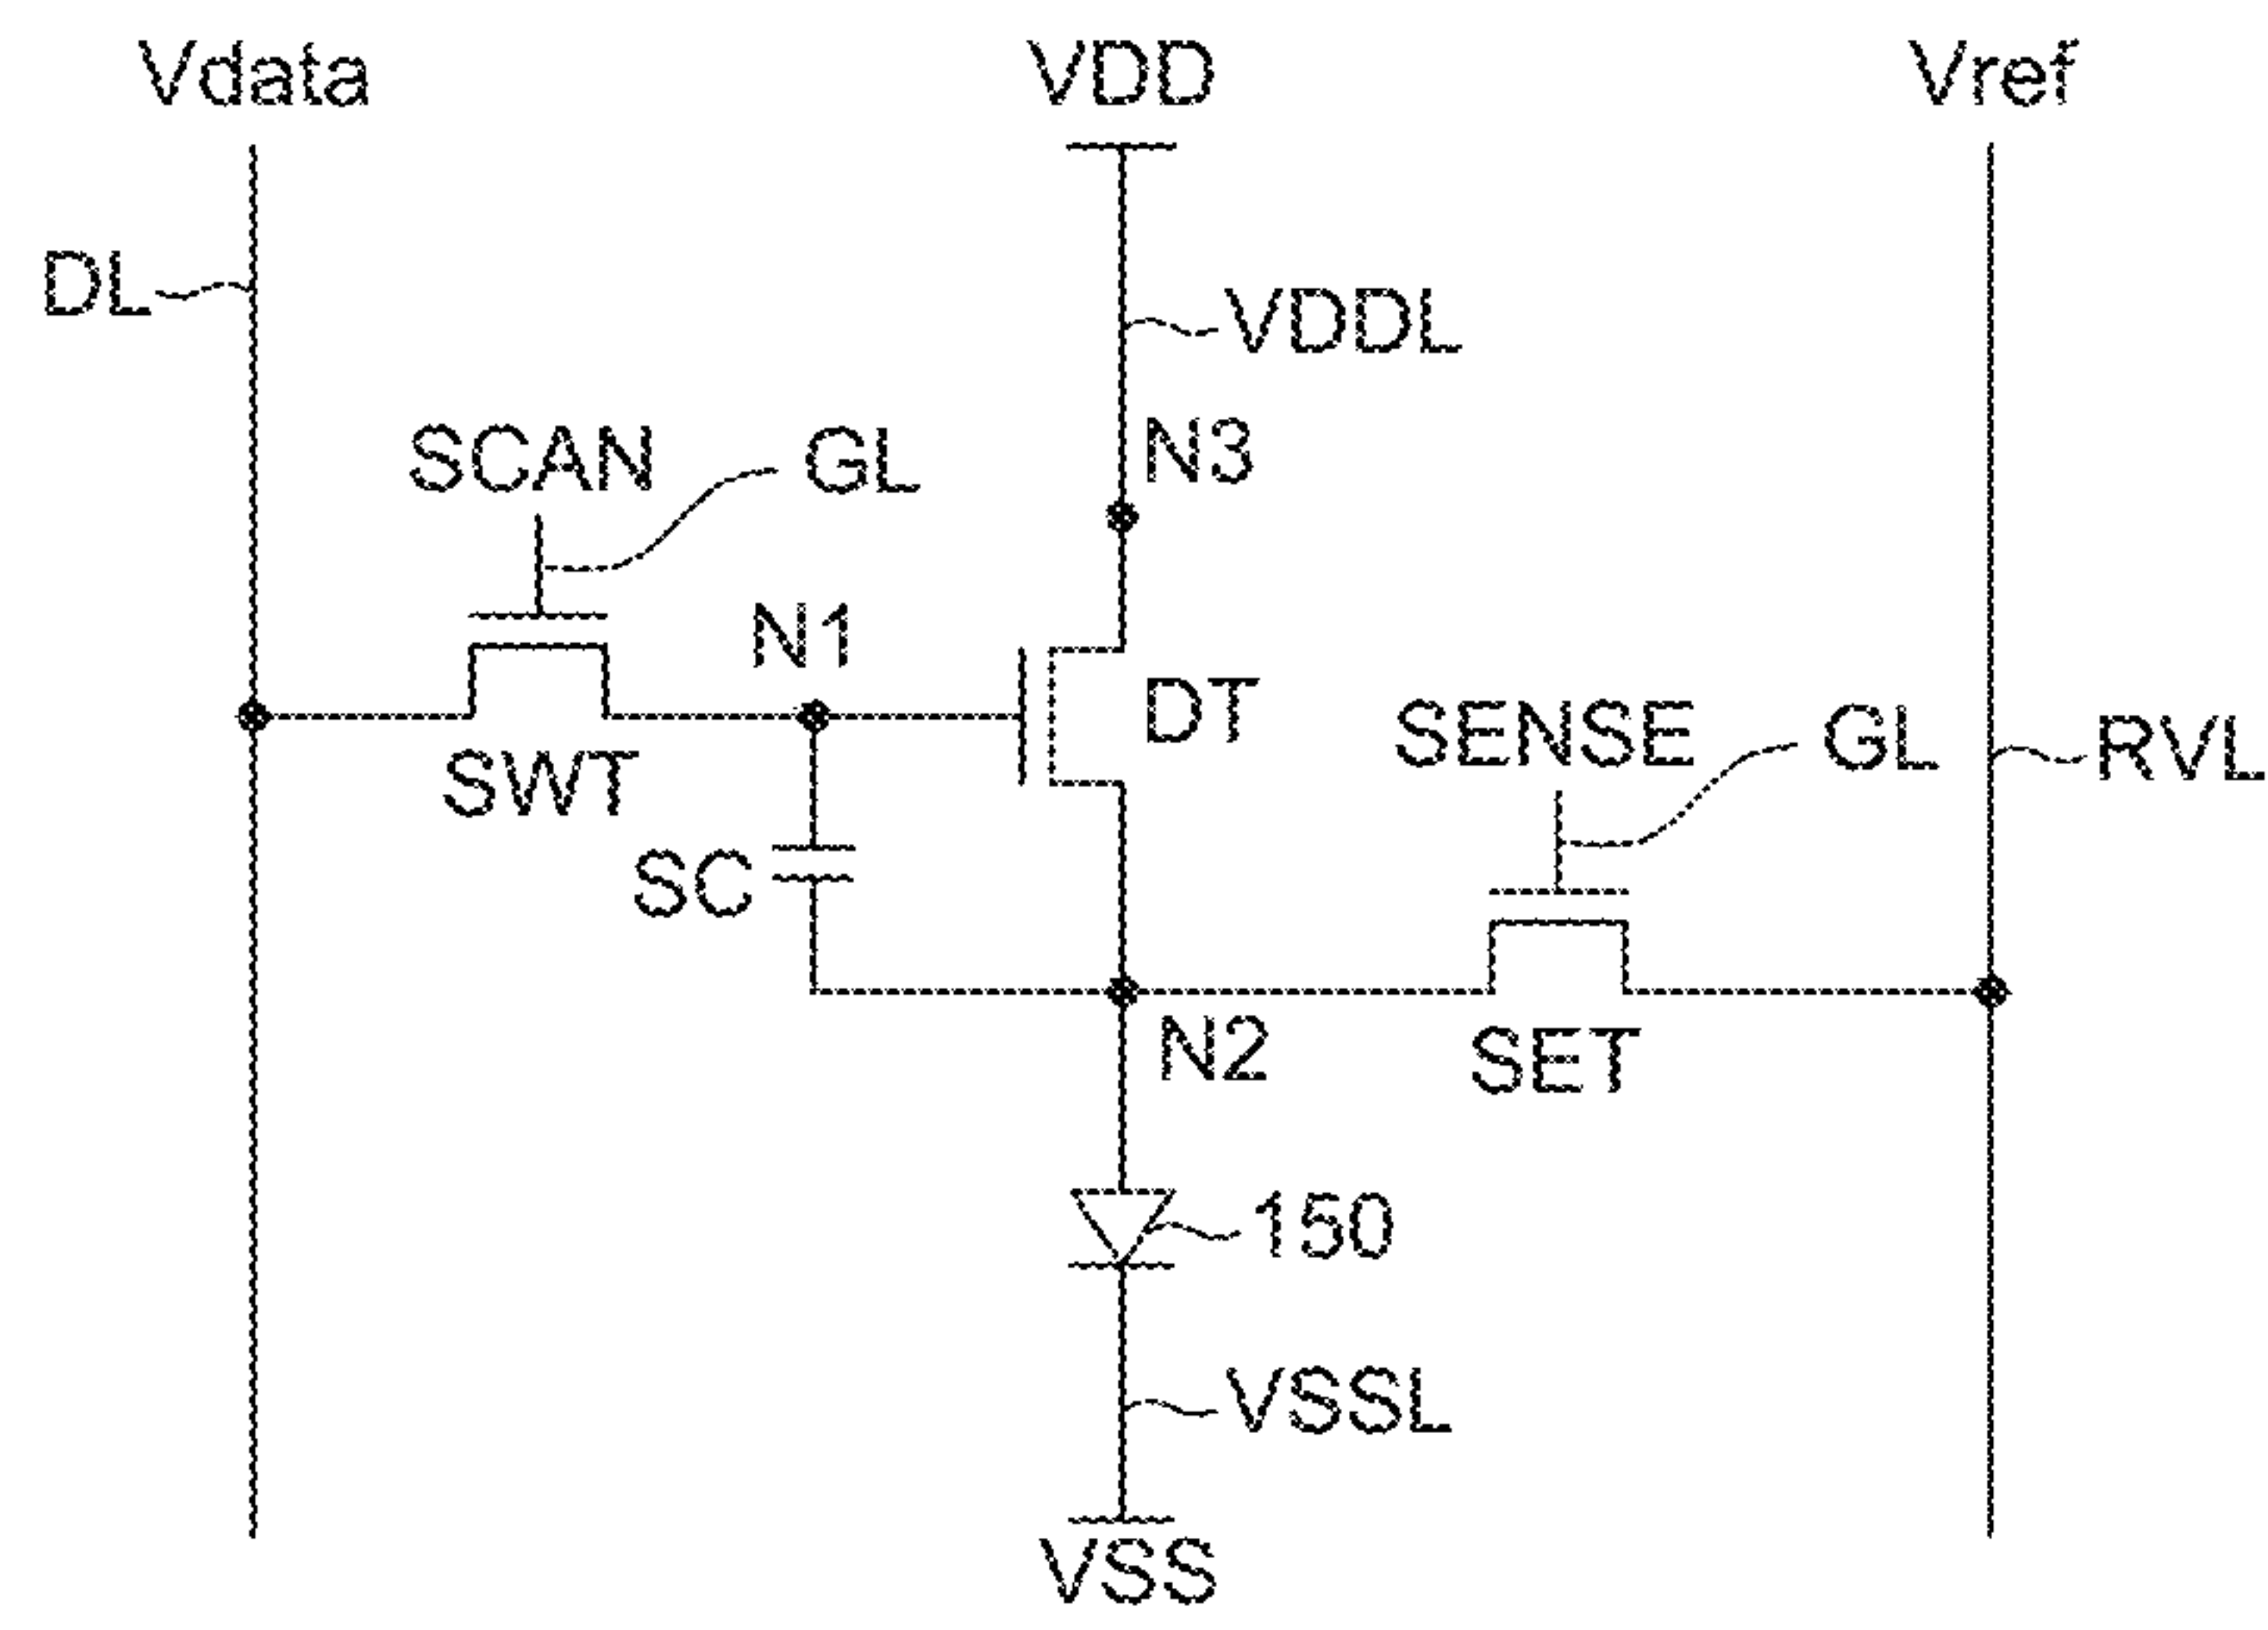 Vdata
VDD
Vref
DL
VDDL
SCAN
GL
N3
N1
DT
SENSE
GL
RVL
SWT
SC
N2
SET
150
VSSL
VSS